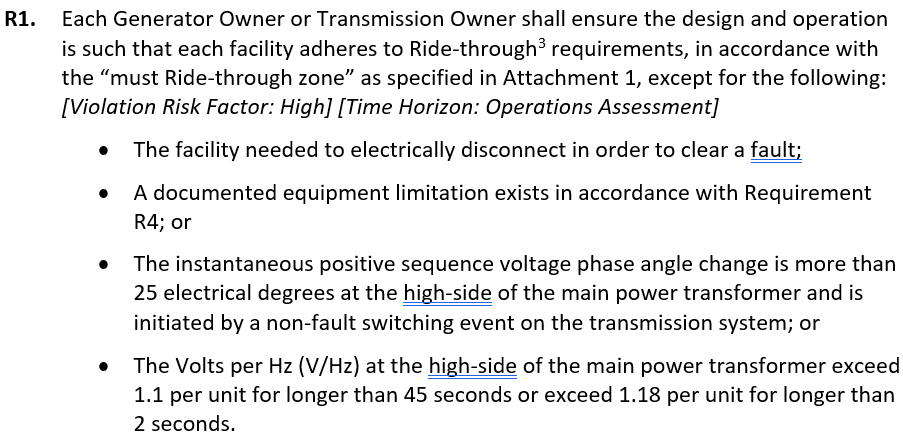 R1. Each Generator Owner or Transmission Owner shall ensure the design and operation
is such that each facility adheres to Ride-through³ requirements, in accordance with
the “must Ride-through zone” as specified in Attachment 1, except for the following:
[Violation Risk Factor: High] [Time Horizon: Operations Assessment]
• The facility needed to electrically disconnect in order to clear a fault;
• A documented equipment limitation exists in accordance with Requirement
R4; or
• The instantaneous positive sequence voltage phase angle change is more than
25 electrical degrees at the high-side of the main power transformer and is
initiated by a non-fault switching event on the transmission system; or
• The Volts per Hz (V/Hz) at the high-side of the main power transformer exceed
1.1 per unit for longer than 45 seconds or exceed 1.18 per unit for longer than
2 seconds.